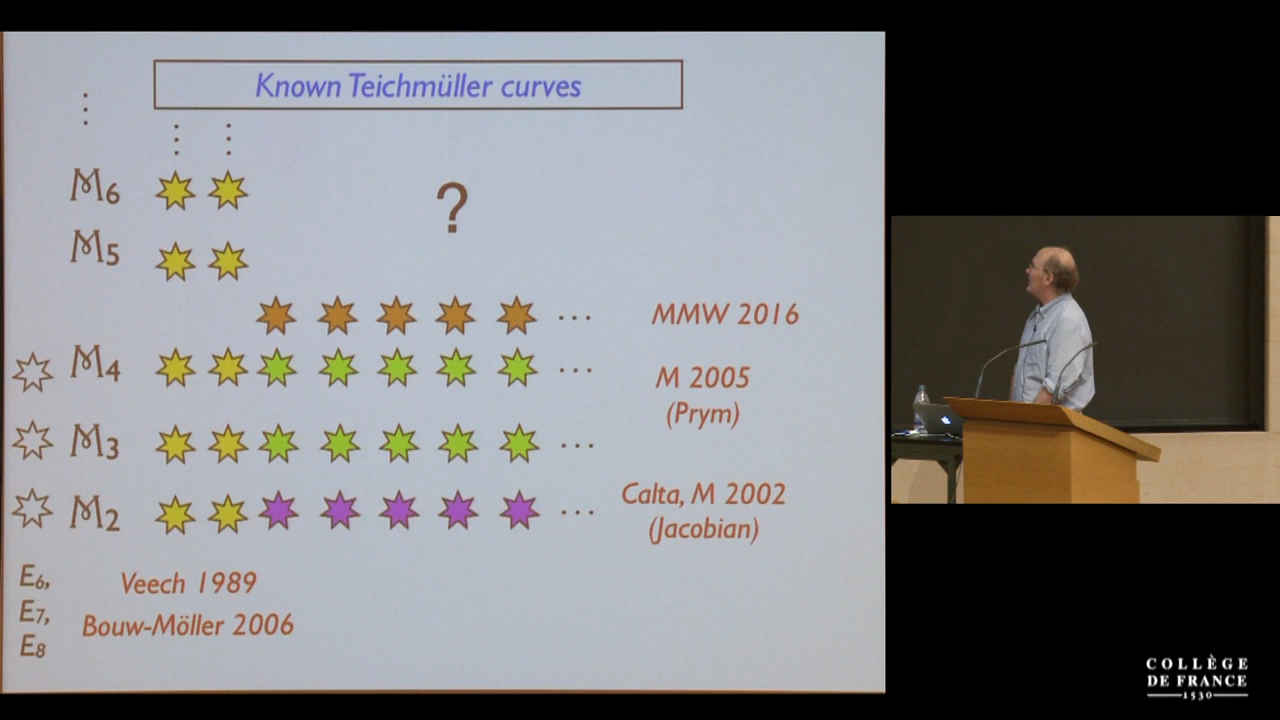 Known Teichmüller curves
⋮
⋮ ⋮
M6
?
M5
... MMW 2016
M4 ... M 2005
(Prym)
M3 ...
M2 ... Calta, M 2002
(Jacobian)
E6,
E7,
E8
Veech 1989
Bouw-Möller 2006
COLLÈGE
DE FRANCE
1530